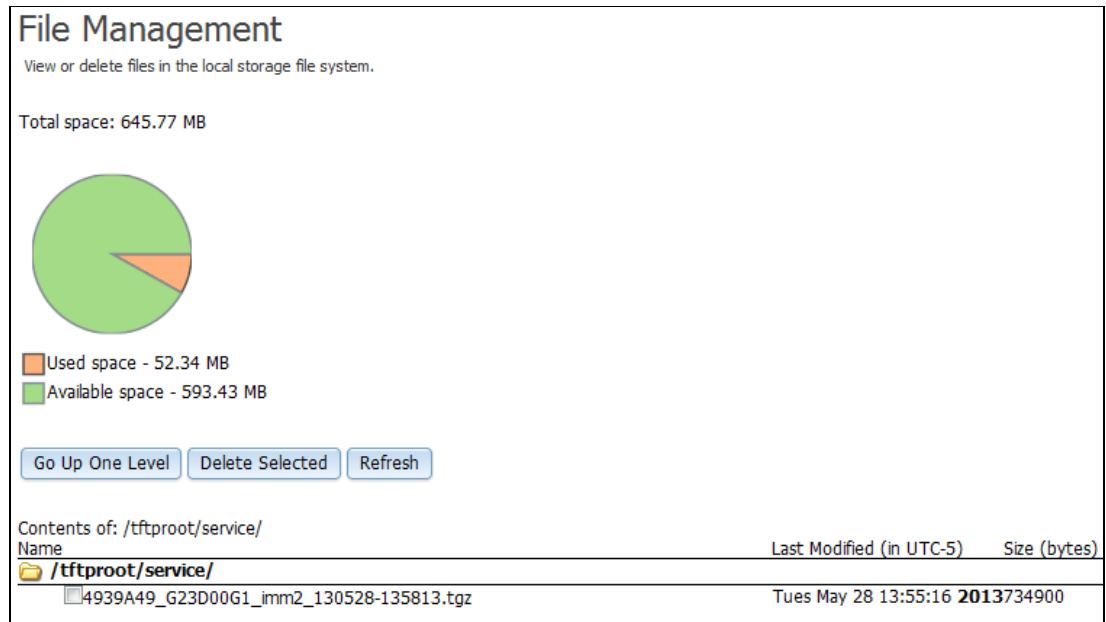 File Management
View or delete files in the local storage file system.
Total space: 645.77 MB
Used space - 52.34 MB
Available space - 593.43 MB
Go Up One Level Delete Selected Refresh
Contents of: /tftproot/service/
Name Last Modified (in UTC-5) Size (bytes)
/tftproot/service/
4939A49_G23D00G1_imm2_130528-135813.tgz Tues May 28 13:55:16 2013734900